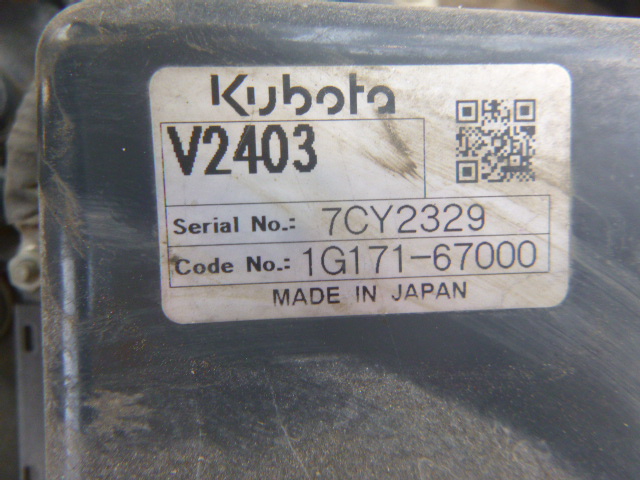 Kubota
V2403
Serial No.: 7CY2329
Code No.: 1G171-67000
MADE IN JAPAN